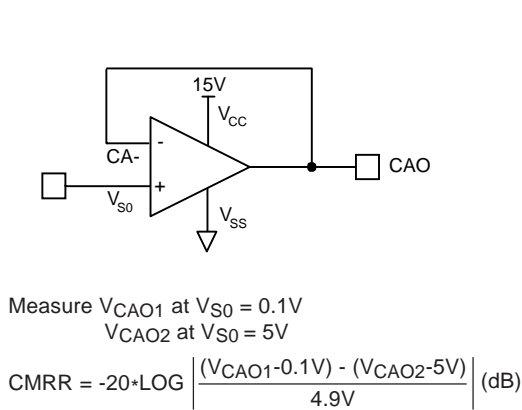 15V
VCC
CA-
-
+
VS0
VSS
CAO
Measure VCAO1 at VS0 = 0.1V
VCAO2 at VS0 = 5V
CMRR = -20*LOG |(VCAO1-0.1V) - (VCAO2-5V) / 4.9V| (dB)